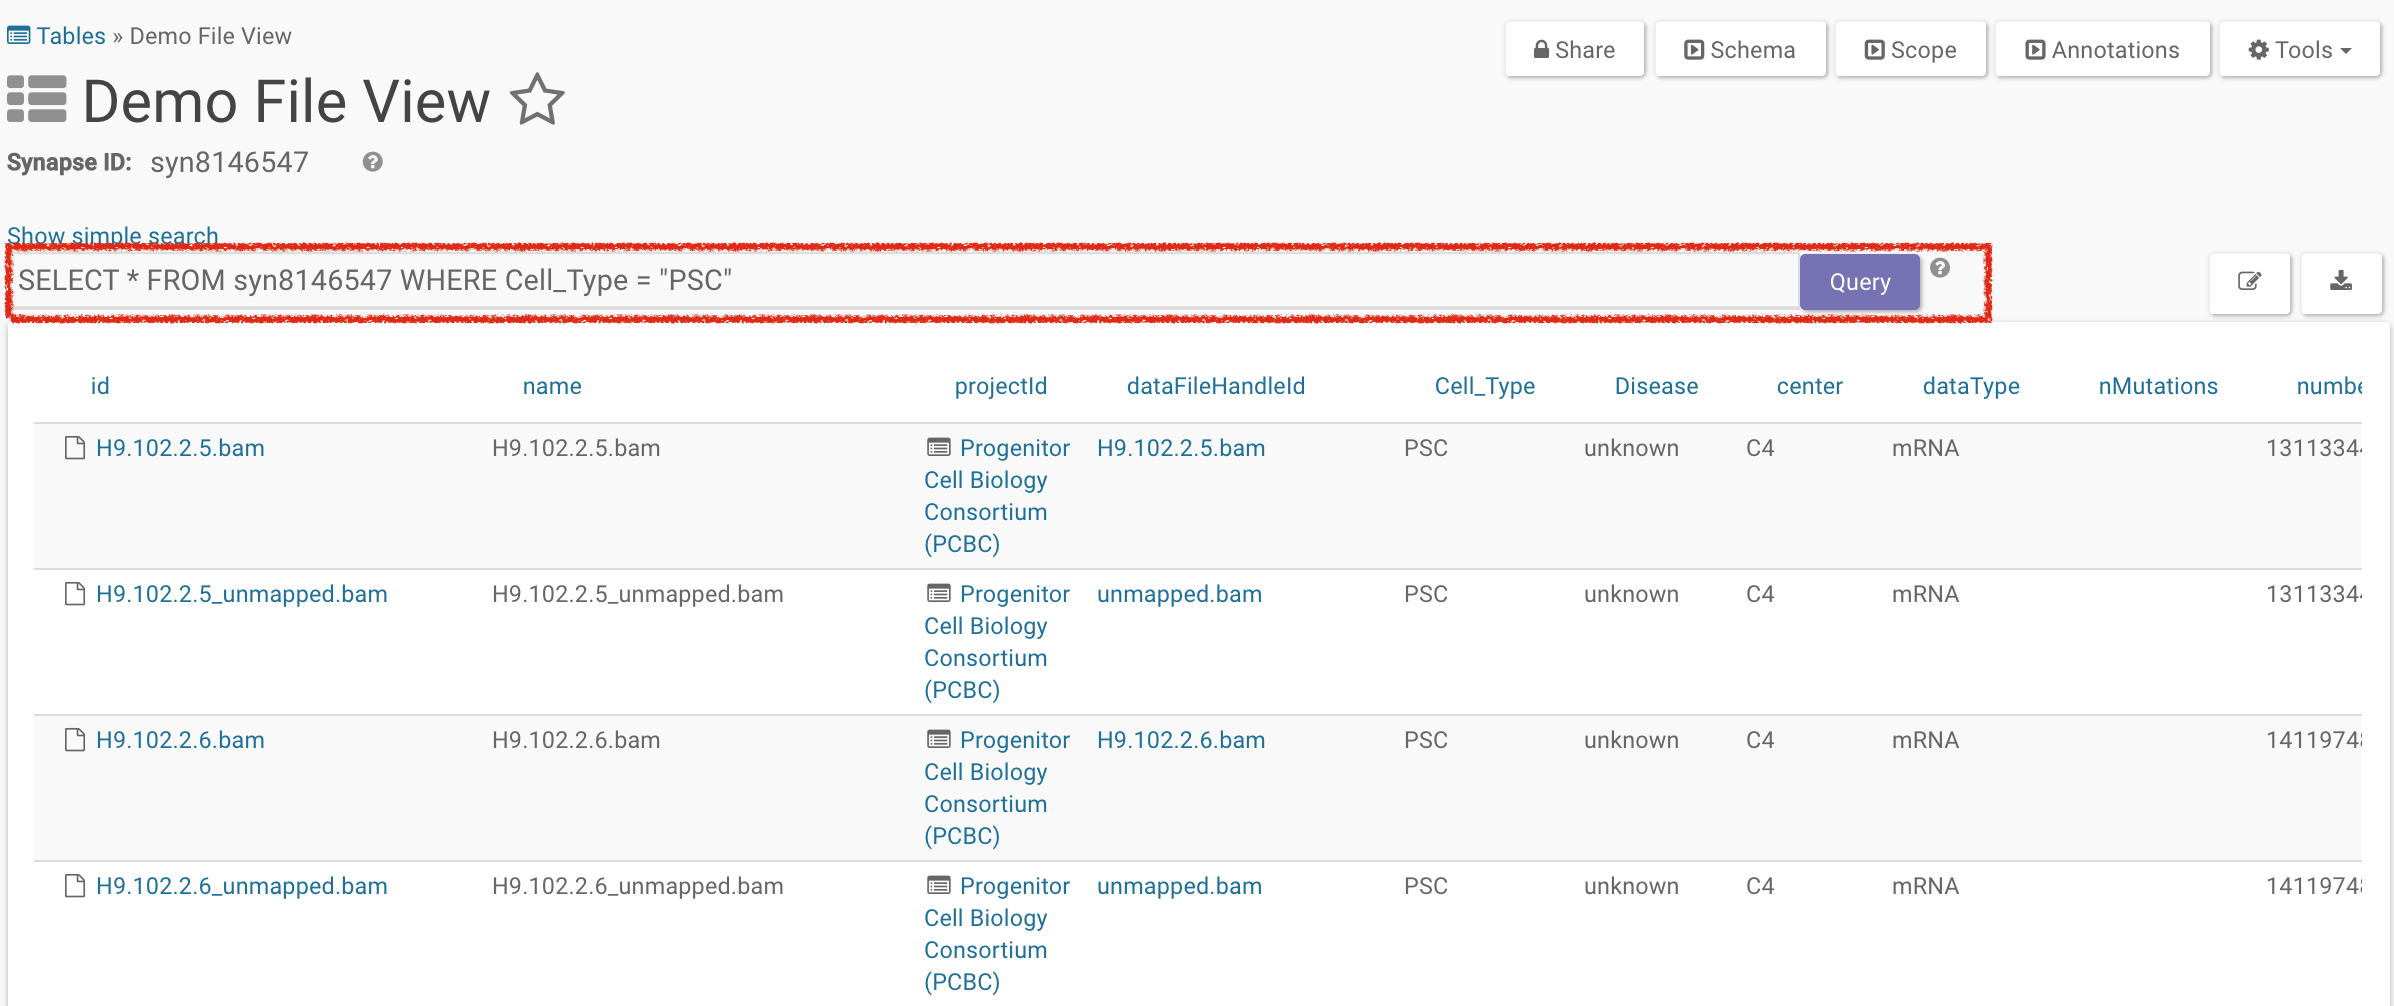 Tables » Demo File View
Share
Schema
Scope
Annotations
Tools
Demo File View
Synapse ID: syn8146547
Show simple search
SELECT * FROM syn8146547 WHERE Cell_Type = "PSC"
Query
id name projectId dataFileHandleId Cell_Type Disease center dataType nMutations
H9.102.2.5.bam H9.102.2.5.bam Progenitor H9.102.2.5.bam PSC unknown C4 mRNA
Cell Biology
Consortium
(PCBC)
H9.102.2.5_unmapped.bam H9.102.2.5_unmapped.bam Progenitor unmapped.bam PSC unknown C4 mRNA
Cell Biology
Consortium
(PCBC)
H9.102.2.6.bam H9.102.2.6.bam Progenitor H9.102.2.6.bam PSC unknown C4 mRNA
Cell Biology
Consortium
(PCBC)
H9.102.2.6_unmapped.bam H9.102.2.6_unmapped.bam Progenitor unmapped.bam PSC unknown C4 mRNA
Cell Biology
Consortium
(PCBC)